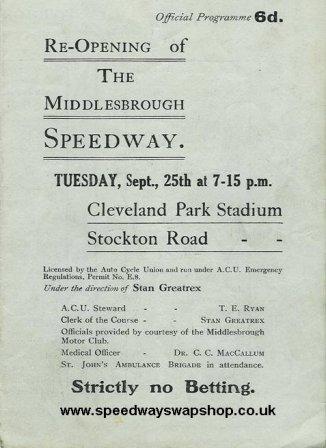 Official Programme 6d.
RE-OPENING of
THE
MIDDLESBROUGH
SPEEDWAY.
TUESDAY, Sept., 25th at 7-15 p.m.
Cleveland Park Stadium
Stockton Road - -
Licensed by the Auto Cycle Union and run under A.C.U. Emergency
Regulations, Permit No. E.8.
Under the direction of Stan Greatrex
A.C.U. Steward - - T. E. RYAN
Clerk of the Course - - STAN GREATREX
Officials provided by courtesy of the Middlesbrough
Motor Club.
Medical Officer - DR. C. C. MACCALLUM
ST. JOHN'S AMBULANCE BRIGADE in attendance.
Strictly no Betting.
www.speedwayswapshop.co.uk